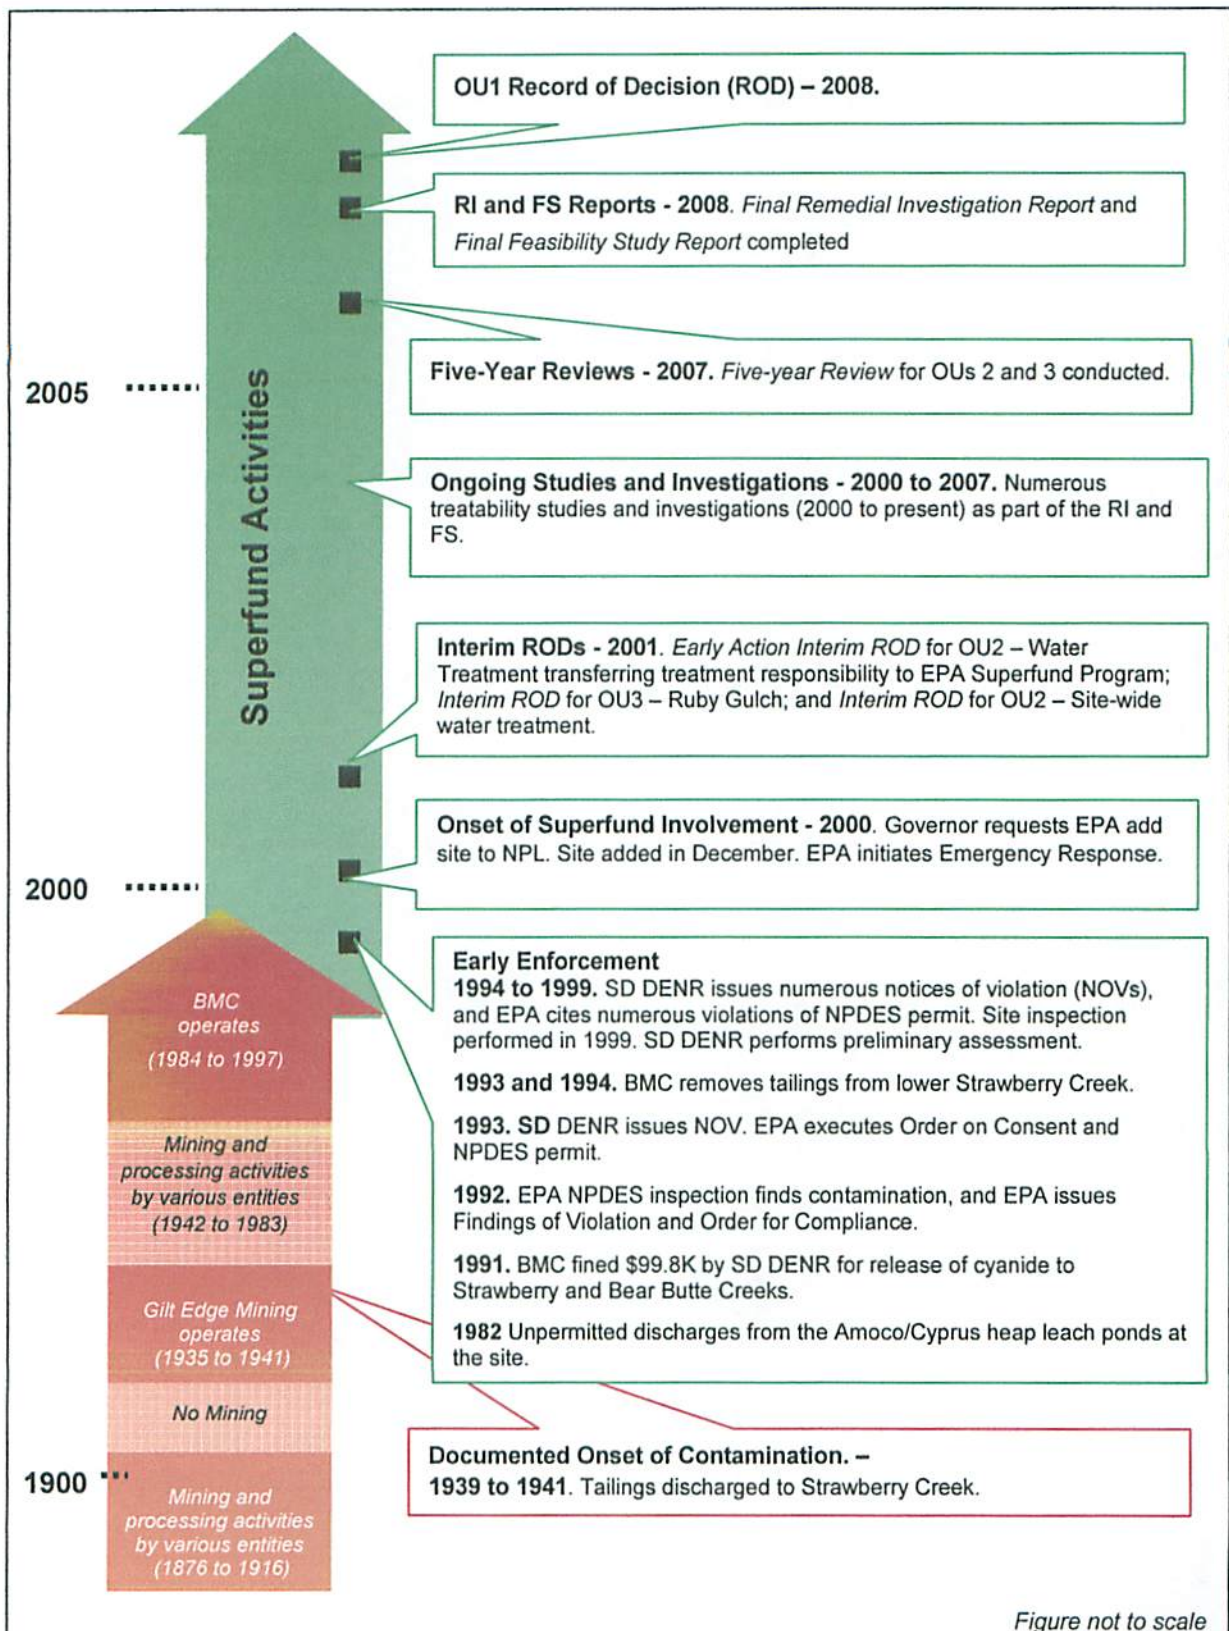 OU1 Record of Decision (ROD) – 2008.
RI and FS Reports - 2008. Final Remedial Investigation Report and
Final Feasibility Study Report completed
Five-Year Reviews - 2007. Five-year Review for OUs 2 and 3 conducted.
2005
Superfund Activities
Ongoing Studies and Investigations - 2000 to 2007. Numerous
treatability studies and investigations (2000 to present) as part of the RI and
FS.
Interim RODs - 2001. Early Action Interim ROD for OU2 – Water
Treatment transferring treatment responsibility to EPA Superfund Program;
Interim ROD for OU3 – Ruby Gulch; and Interim ROD for OU2 – Site-wide
water treatment.
Onset of Superfund Involvement - 2000. Governor requests EPA add
site to NPL. Site added in December. EPA initiates Emergency Response.
2000
Early Enforcement
1994 to 1999. SD DENR issues numerous notices of violation (NOVs),
and EPA cites numerous violations of NPDES permit. Site inspection
performed in 1999. SD DENR performs preliminary assessment.
1993 and 1994. BMC removes tailings from lower Strawberry Creek.
1993. SD DENR issues NOV. EPA executes Order on Consent and
NPDES permit.
1992. EPA NPDES inspection finds contamination, and EPA issues
Findings of Violation and Order for Compliance.
1991. BMC fined $99.8K by SD DENR for release of cyanide to
Strawberry and Bear Butte Creeks.
1982 Unpermitted discharges from the Amoco/Cyprus heap leach ponds at
the site.
BMC
operates
(1984 to 1997)
Mining and
processing activities
by various entities
(1942 to 1983)
Gilt Edge Mining
operates
(1935 to 1941)
No Mining
1900
Mining and
processing activities
by various entities
(1876 to 1916)
Documented Onset of Contamination. –
1939 to 1941. Tailings discharged to Strawberry Creek.
Figure not to scale